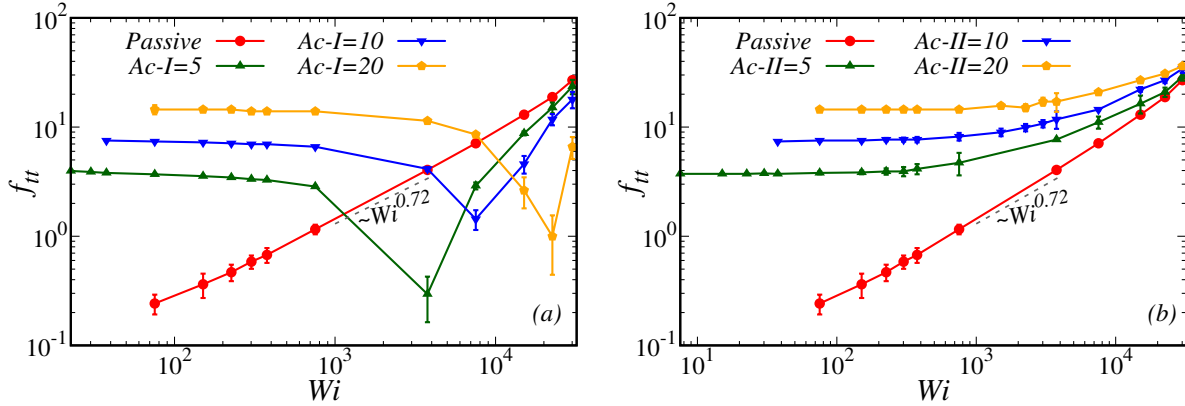 10^2
10^1
10^0
10^-1
f_tt
Passive
Ac-I=5
Ac-I=10
Ac-I=20
~Wi^0.72
(a)
10^2 10^3 10^4
Wi
10^2
10^1
10^0
10^-1
f_tt
Passive
Ac-II=5
Ac-II=10
Ac-II=20
~Wi^0.72
(b)
10^1 10^2 10^3 10^4
Wi